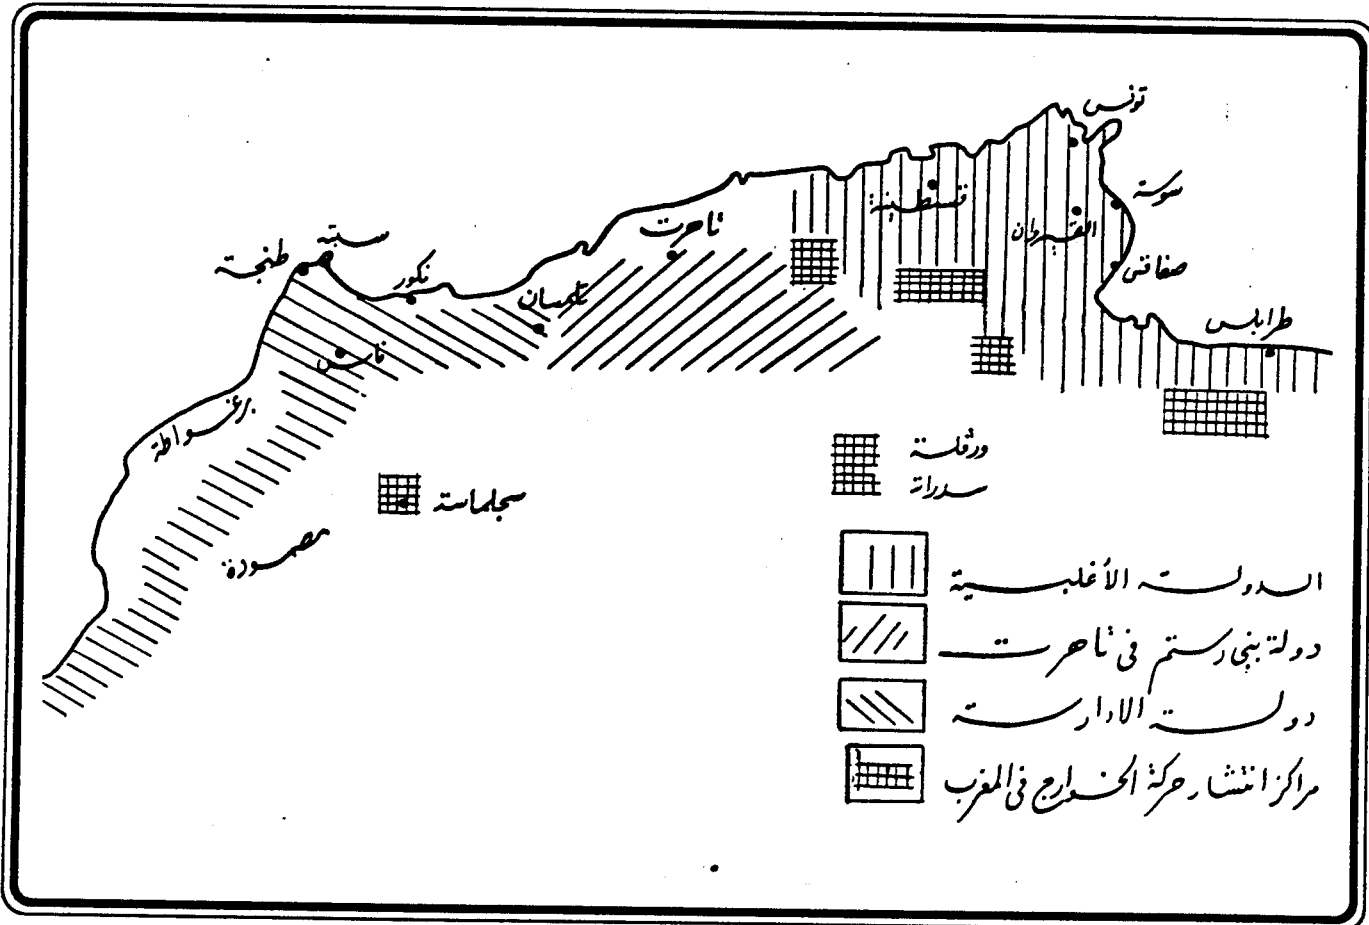 تونس
سوسة
قسنطينة
القيروان
صفاقس
طرابلس
تاهرت
سبته
طنجة
نكور
تلمسان
فاس
برغواطة
سجلماسة
مصمودة
ورقلة
سدراتة
الدولة الأغلبية
دولة بني رستم في تاهرت
دولة الادارسة
مراكز انتشار حركة الخوارج في المغرب